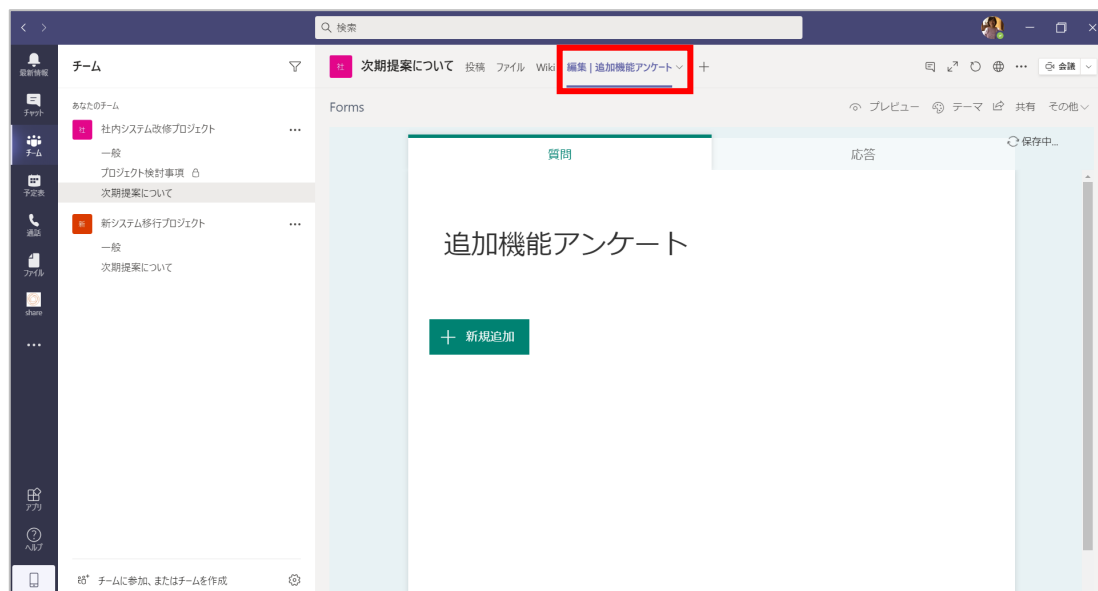 検索
最新情報
チャット
チーム
予定表
通話
ファイル
share
アプリ
ヘルプ
チーム
あなたのチーム
社 社内システム改修プロジェクト
一般
プロジェクト検討事項
次期提案について
新 新システム移行プロジェクト
一般
次期提案について
チームに参加、またはチームを作成
社 次期提案について 投稿 ファイル Wiki 編集 | 追加機能アンケート
会議
Forms プレビュー テーマ 共有 その他
保存中...
質問 応答
追加機能アンケート
新規追加